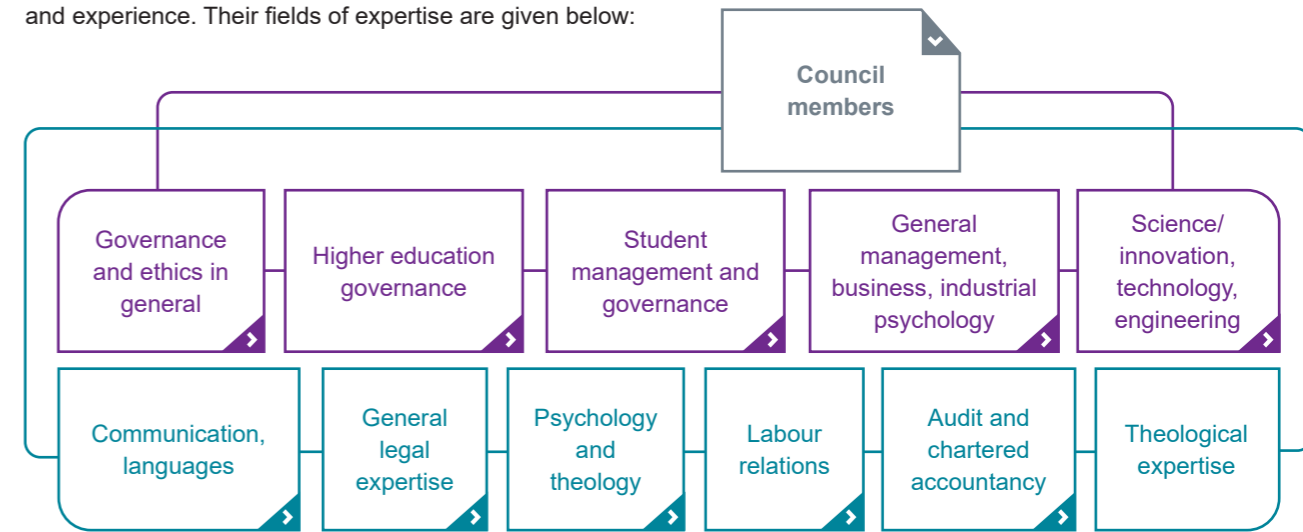 and experience. Their fields of expertise are given below:
Council
members
Governance
and ethics in
general
Higher education
governance
Student
management and
governance
General
management,
business, industrial
psychology
Science/
innovation,
technology,
engineering
Communication,
languages
General
legal
expertise
Psychology
and
theology
Labour
relations
Audit and
chartered
accountancy
Theological
expertise